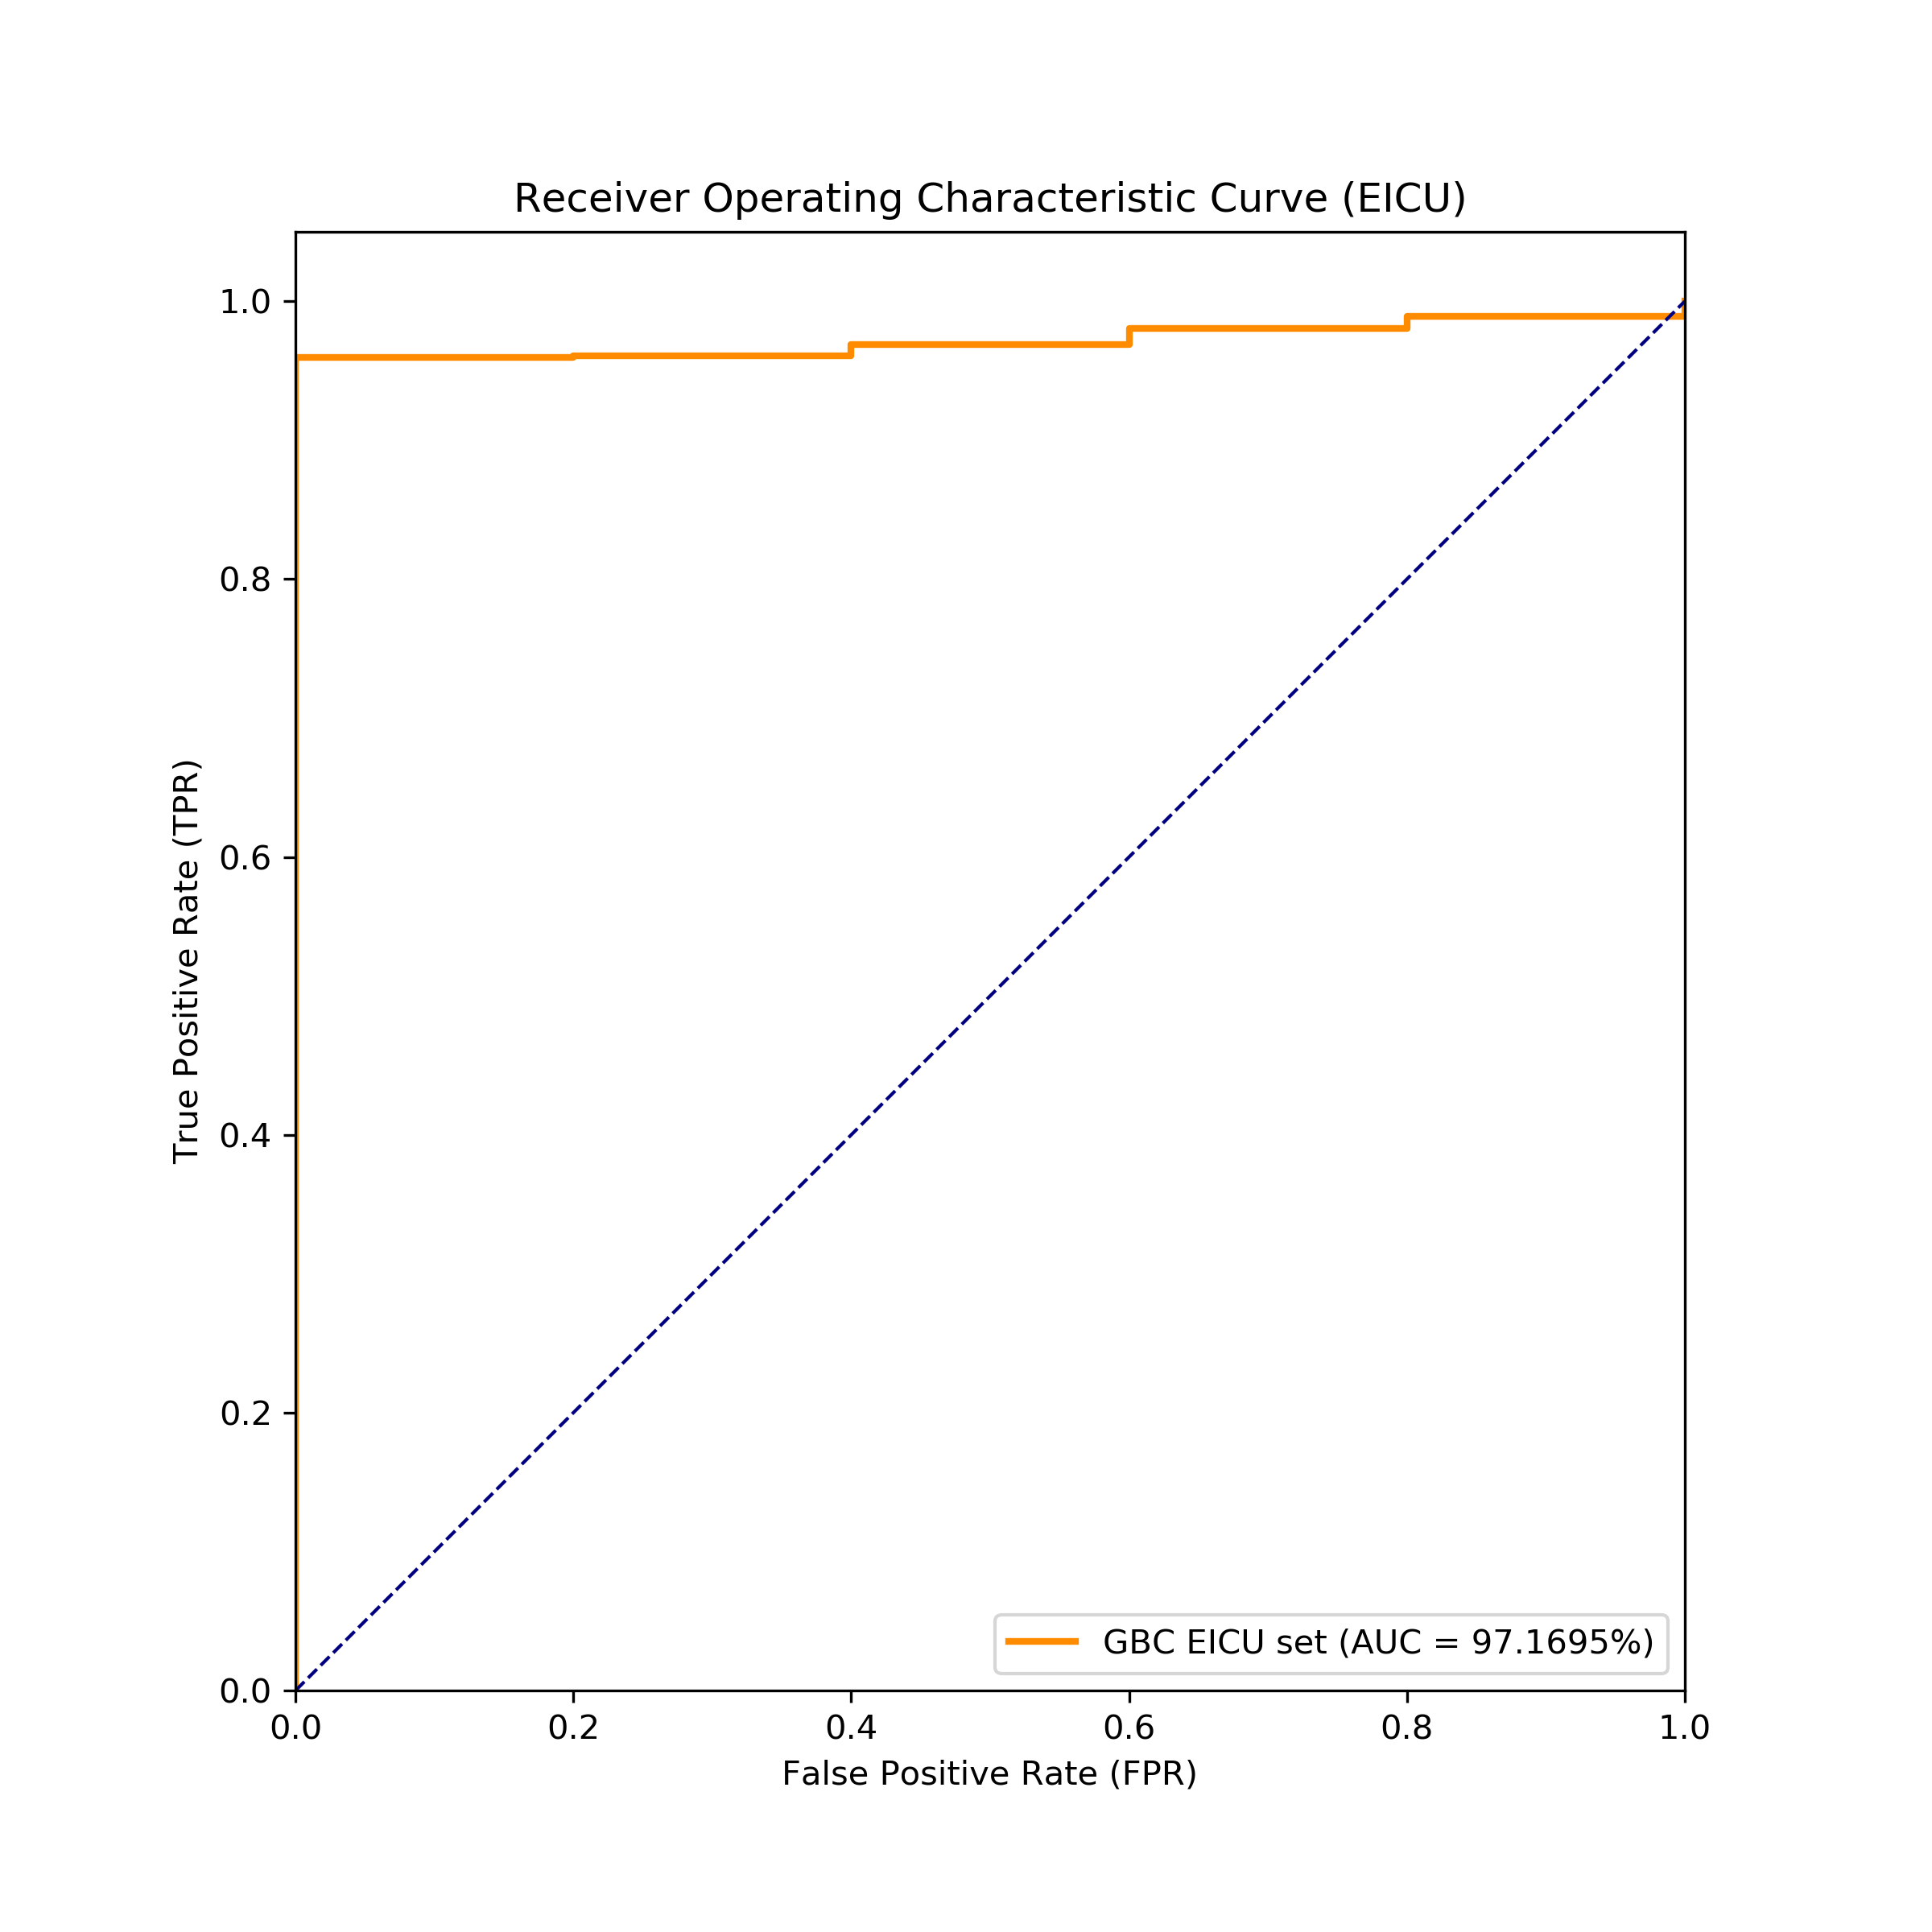 Receiver Operating Characteristic Curve (EICU)
True Positive Rate (TPR)
1.0
0.8
0.6
0.4
0.2
0.0
0.0 0.2 0.4 0.6 0.8 1.0
False Positive Rate (FPR)
GBC EICU set (AUC = 97.1695%)